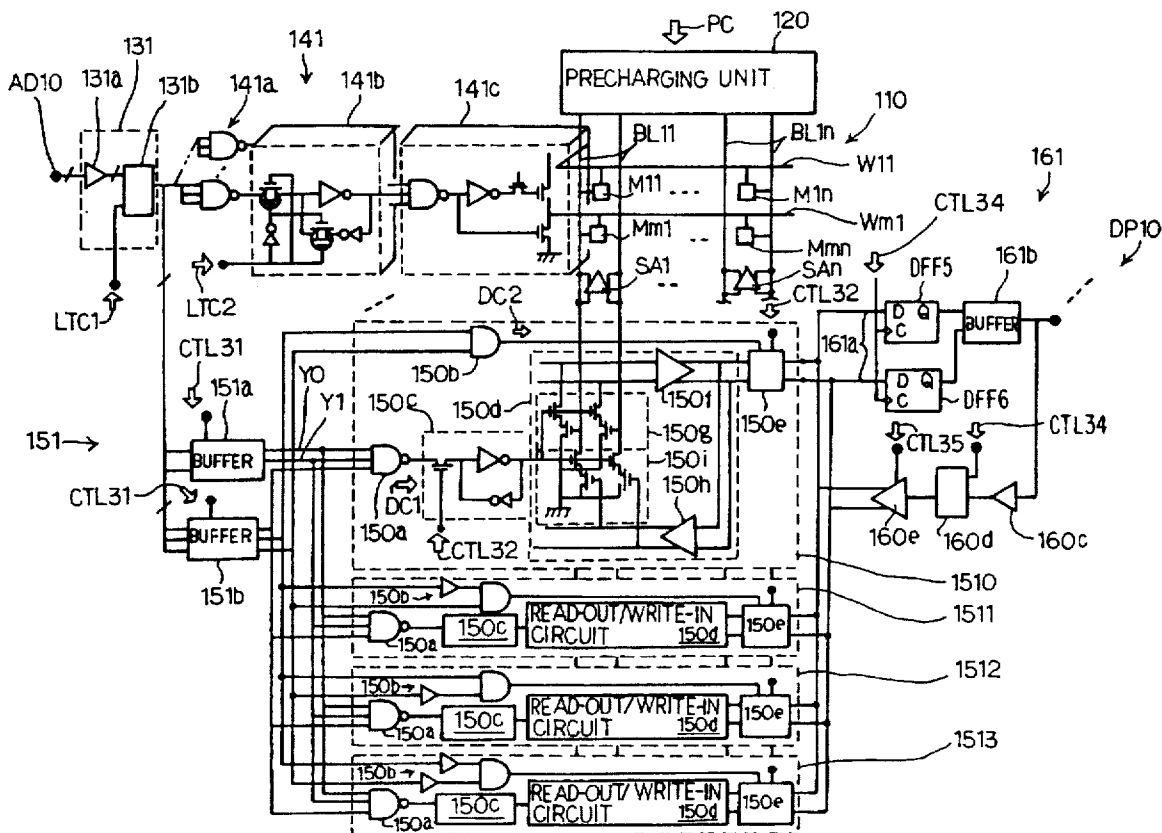 PC
120
131
141
131a
131b
141a
141b
141c
PRECHARGING UNIT
AD10
110
BL11
BL1n
W11
161
M11
M1n
CTL34
Wm1
DP10
Mm1
Mmn
DFF5
161b
SA1
SAn
LTC1
LTC2
DC2
CTL32
D Q
C
BUFFER
161a
CTL31
150b
150f
150e
D Q
C
DFF6
151a
Y0
Y1
150c
150d
150g
CTL35
CTL34
151
BUFFER
150i
CTL31
DC1
150a
150h
160e
160d
160c
BUFFER
CCTL32
151b
1510
1511
150b
READ-OUT/WRITE-IN
CIRCUIT
150d
150a
150c
150e
1512
150b
READ-OUT/WRITE-IN
CIRCUIT
150d
150a
150c
150e
1513
150b
READ-OUT/WRITE-IN
CIRCUIT
150d
150a
150c
150e